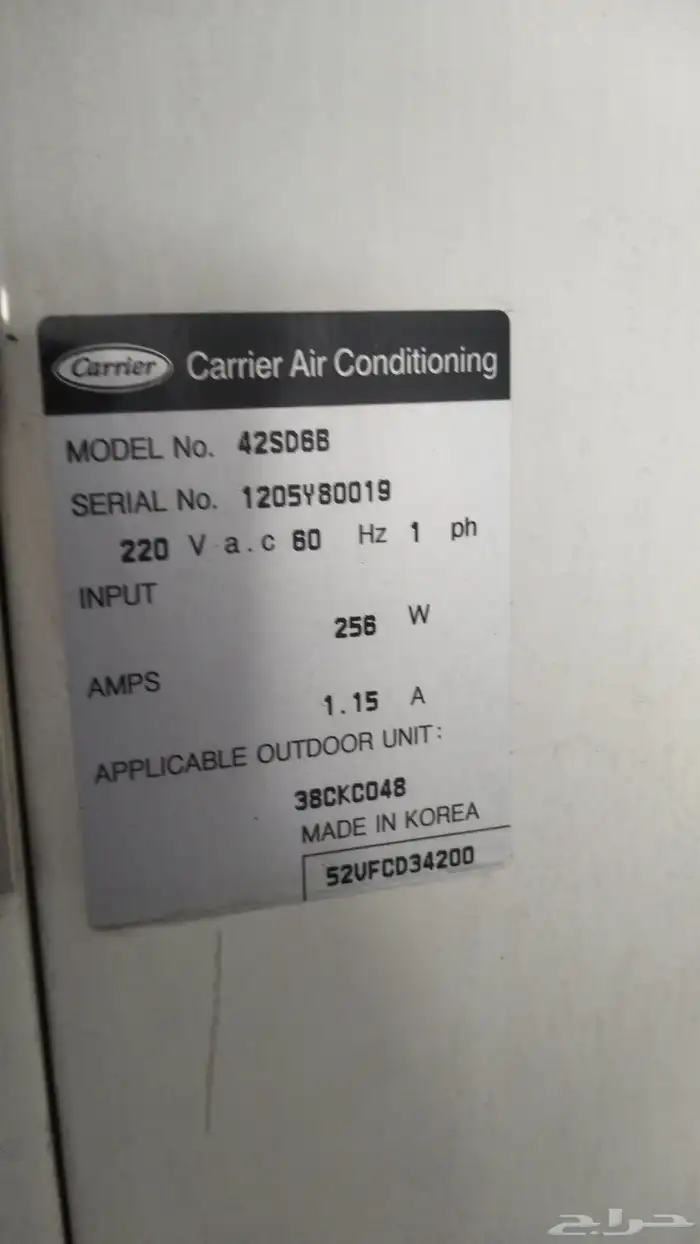 Carrier Carrier Air Conditioning
MODEL No. 42SD6B
SERIAL No. 1205Y80019
220 V a.c 60 Hz 1 ph
INPUT
256 W
AMPS
1.15 A
APPLICABLE OUTDOOR UNIT:
38CKC048
MADE IN KOREA
52VFCD34200
حراج